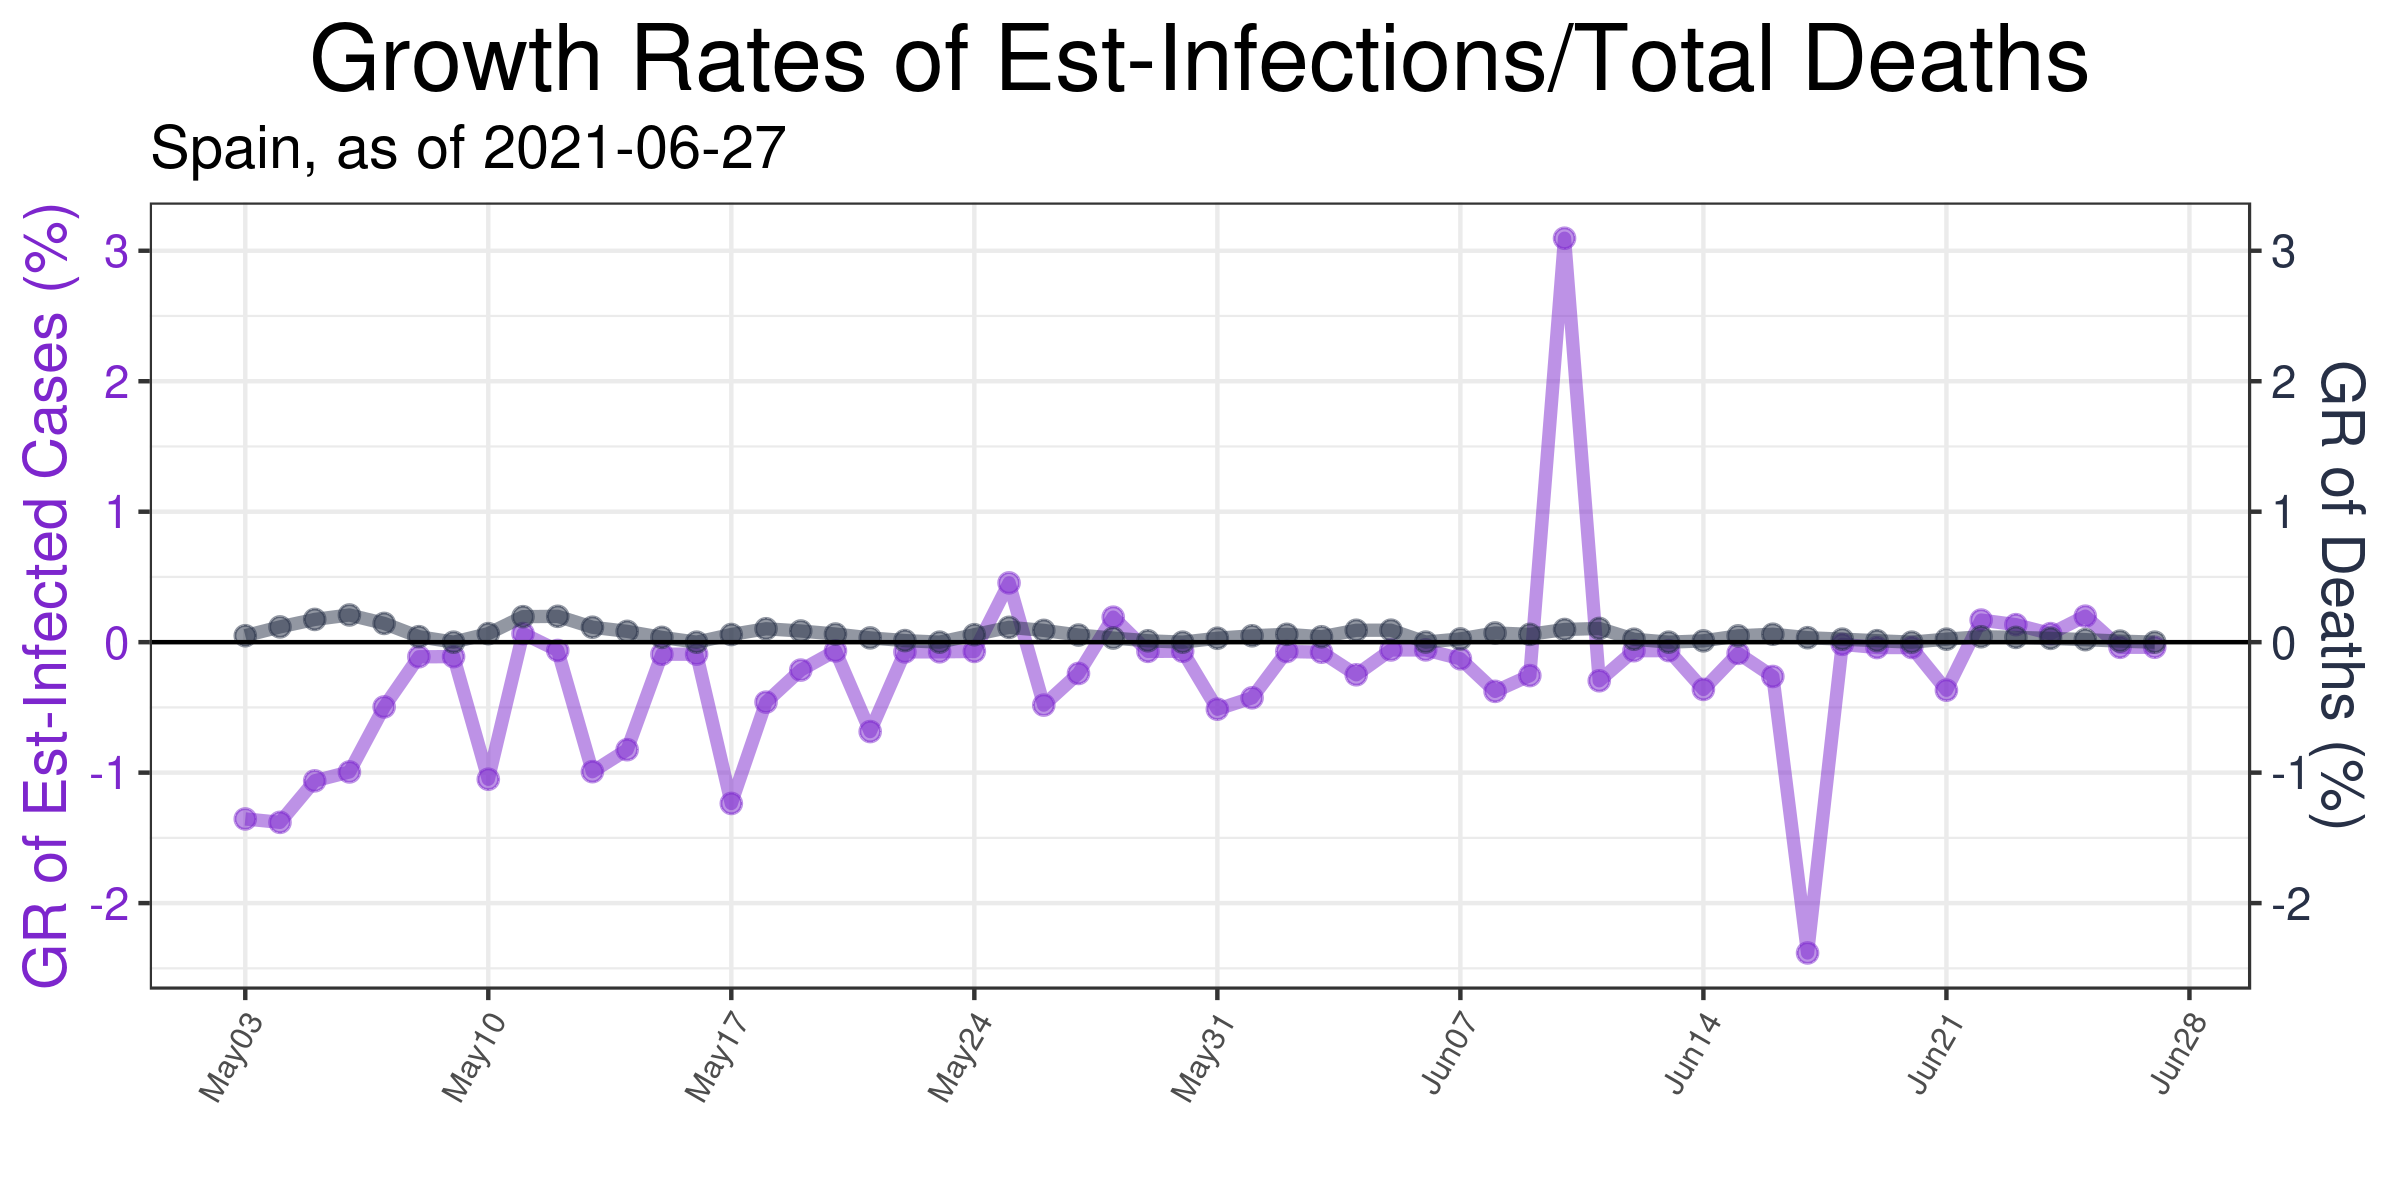 Growth Rates of Est-Infections/Total Deaths
Spain, as of 2021-06-27
GR of Est-Infected Cases (%)
3
2
1
0
-1
-2
3
2
1
0
-1
-2
GR of Deaths (%)
May03
May10
May17
May24
May31
Jun07
Jun14
Jun21
Jun28